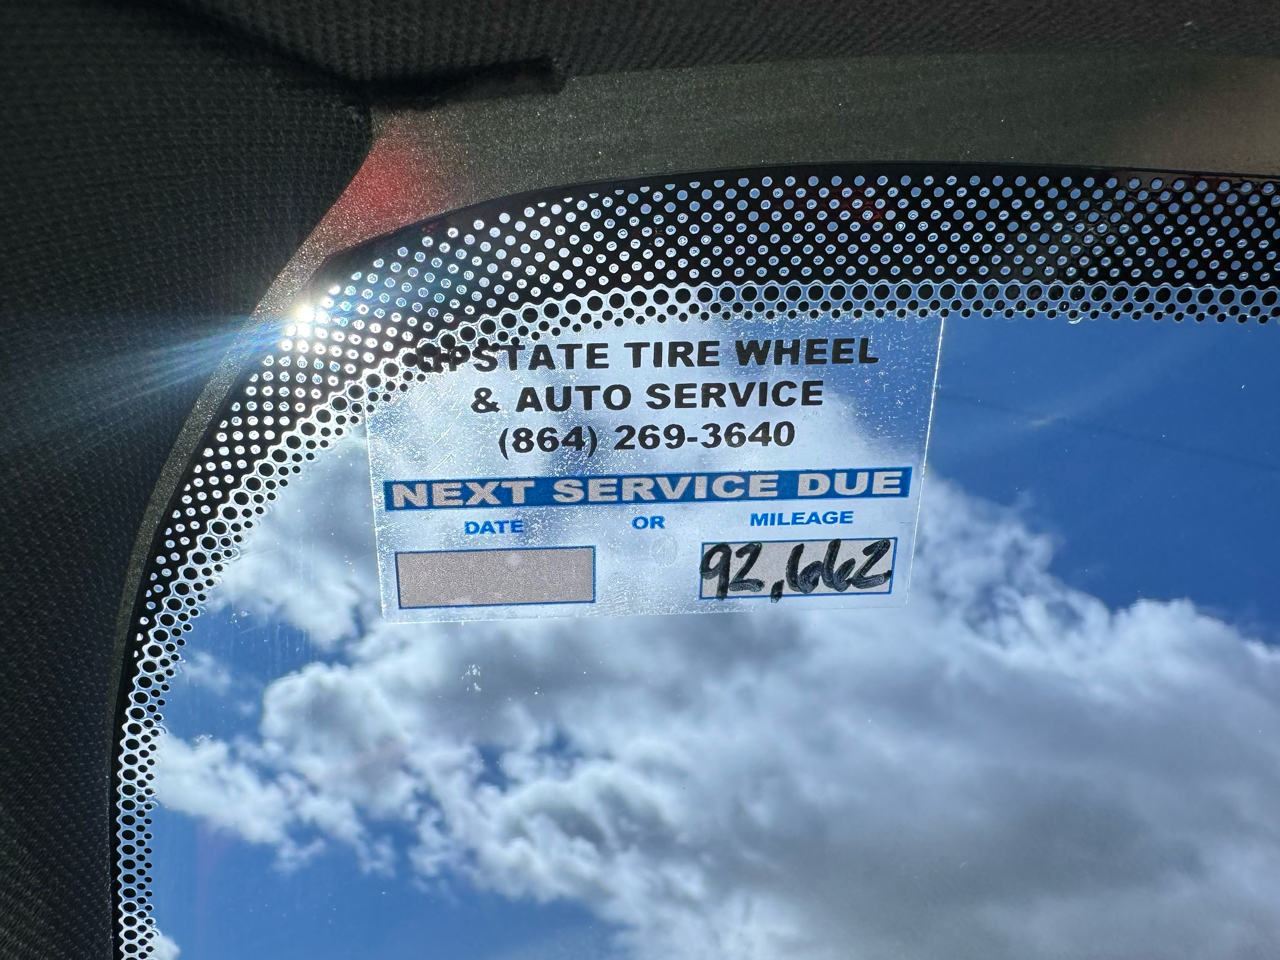 UPSTATE TIRE WHEEL
& AUTO SERVICE
(864) 269-3640
NEXT SERVICE DUE
DATE OR MILEAGE
92,662